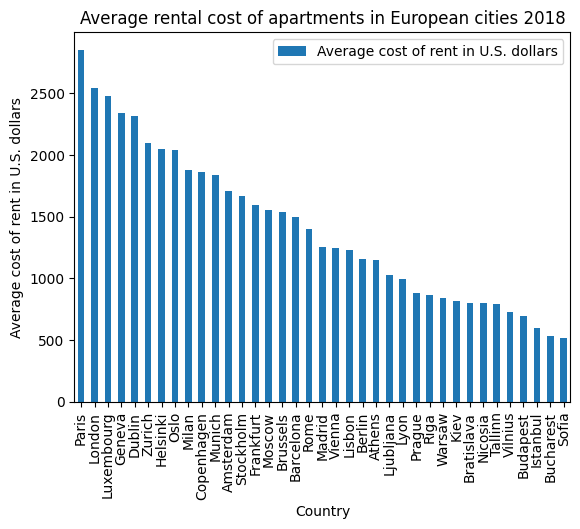 Average rental cost of apartments in European cities 2018
Average cost of rent in U.S. dollars
Average cost of rent in U.S. dollars
2500
2000
1500
1000
500
0
Paris
London
Luxembourg
Geneva
Dublin
Zurich
Helsinki
Oslo
Milan
Copenhagen
Munich
Amsterdam
Stockholm
Frankfurt
Moscow
Brussels
Barcelona
Rome
Madrid
Vienna
Lisbon
Berlin
Athens
Ljubljana
Lyon
Prague
Riga
Warsaw
Kiev
Bratislava
Nicosia
Tallinn
Vilnius
Budapest
Istanbul
Bucharest
Sofia
Country